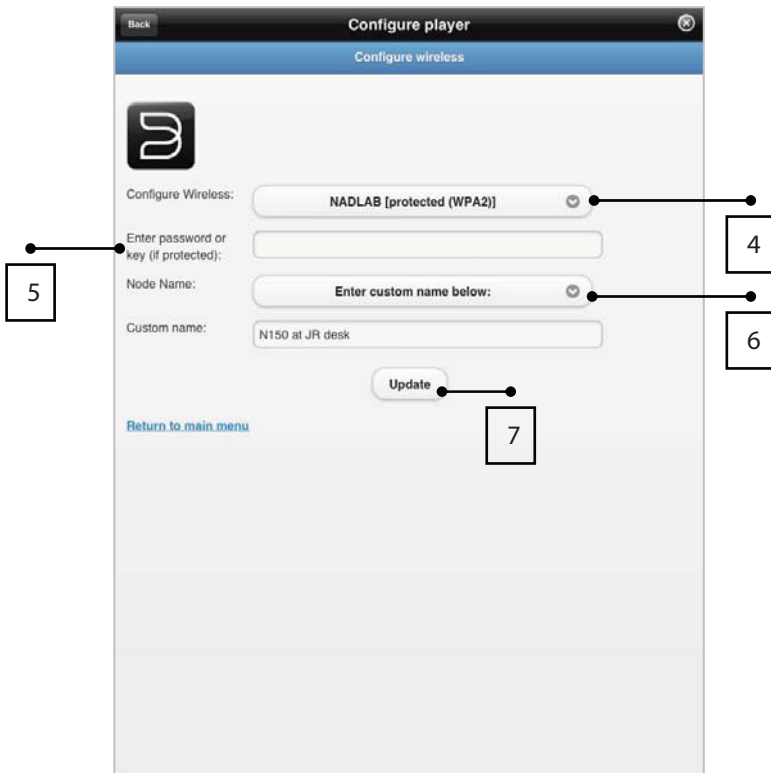 Back
Configure player
Configure wireless
Configure Wireless:
NADLAB [protected (WPA2)]
4
Enter password or
key (if protected):
5
Node Name:
Enter custom name below:
6
Custom name:
N150 at JR desk
Update
7
Return to main menu